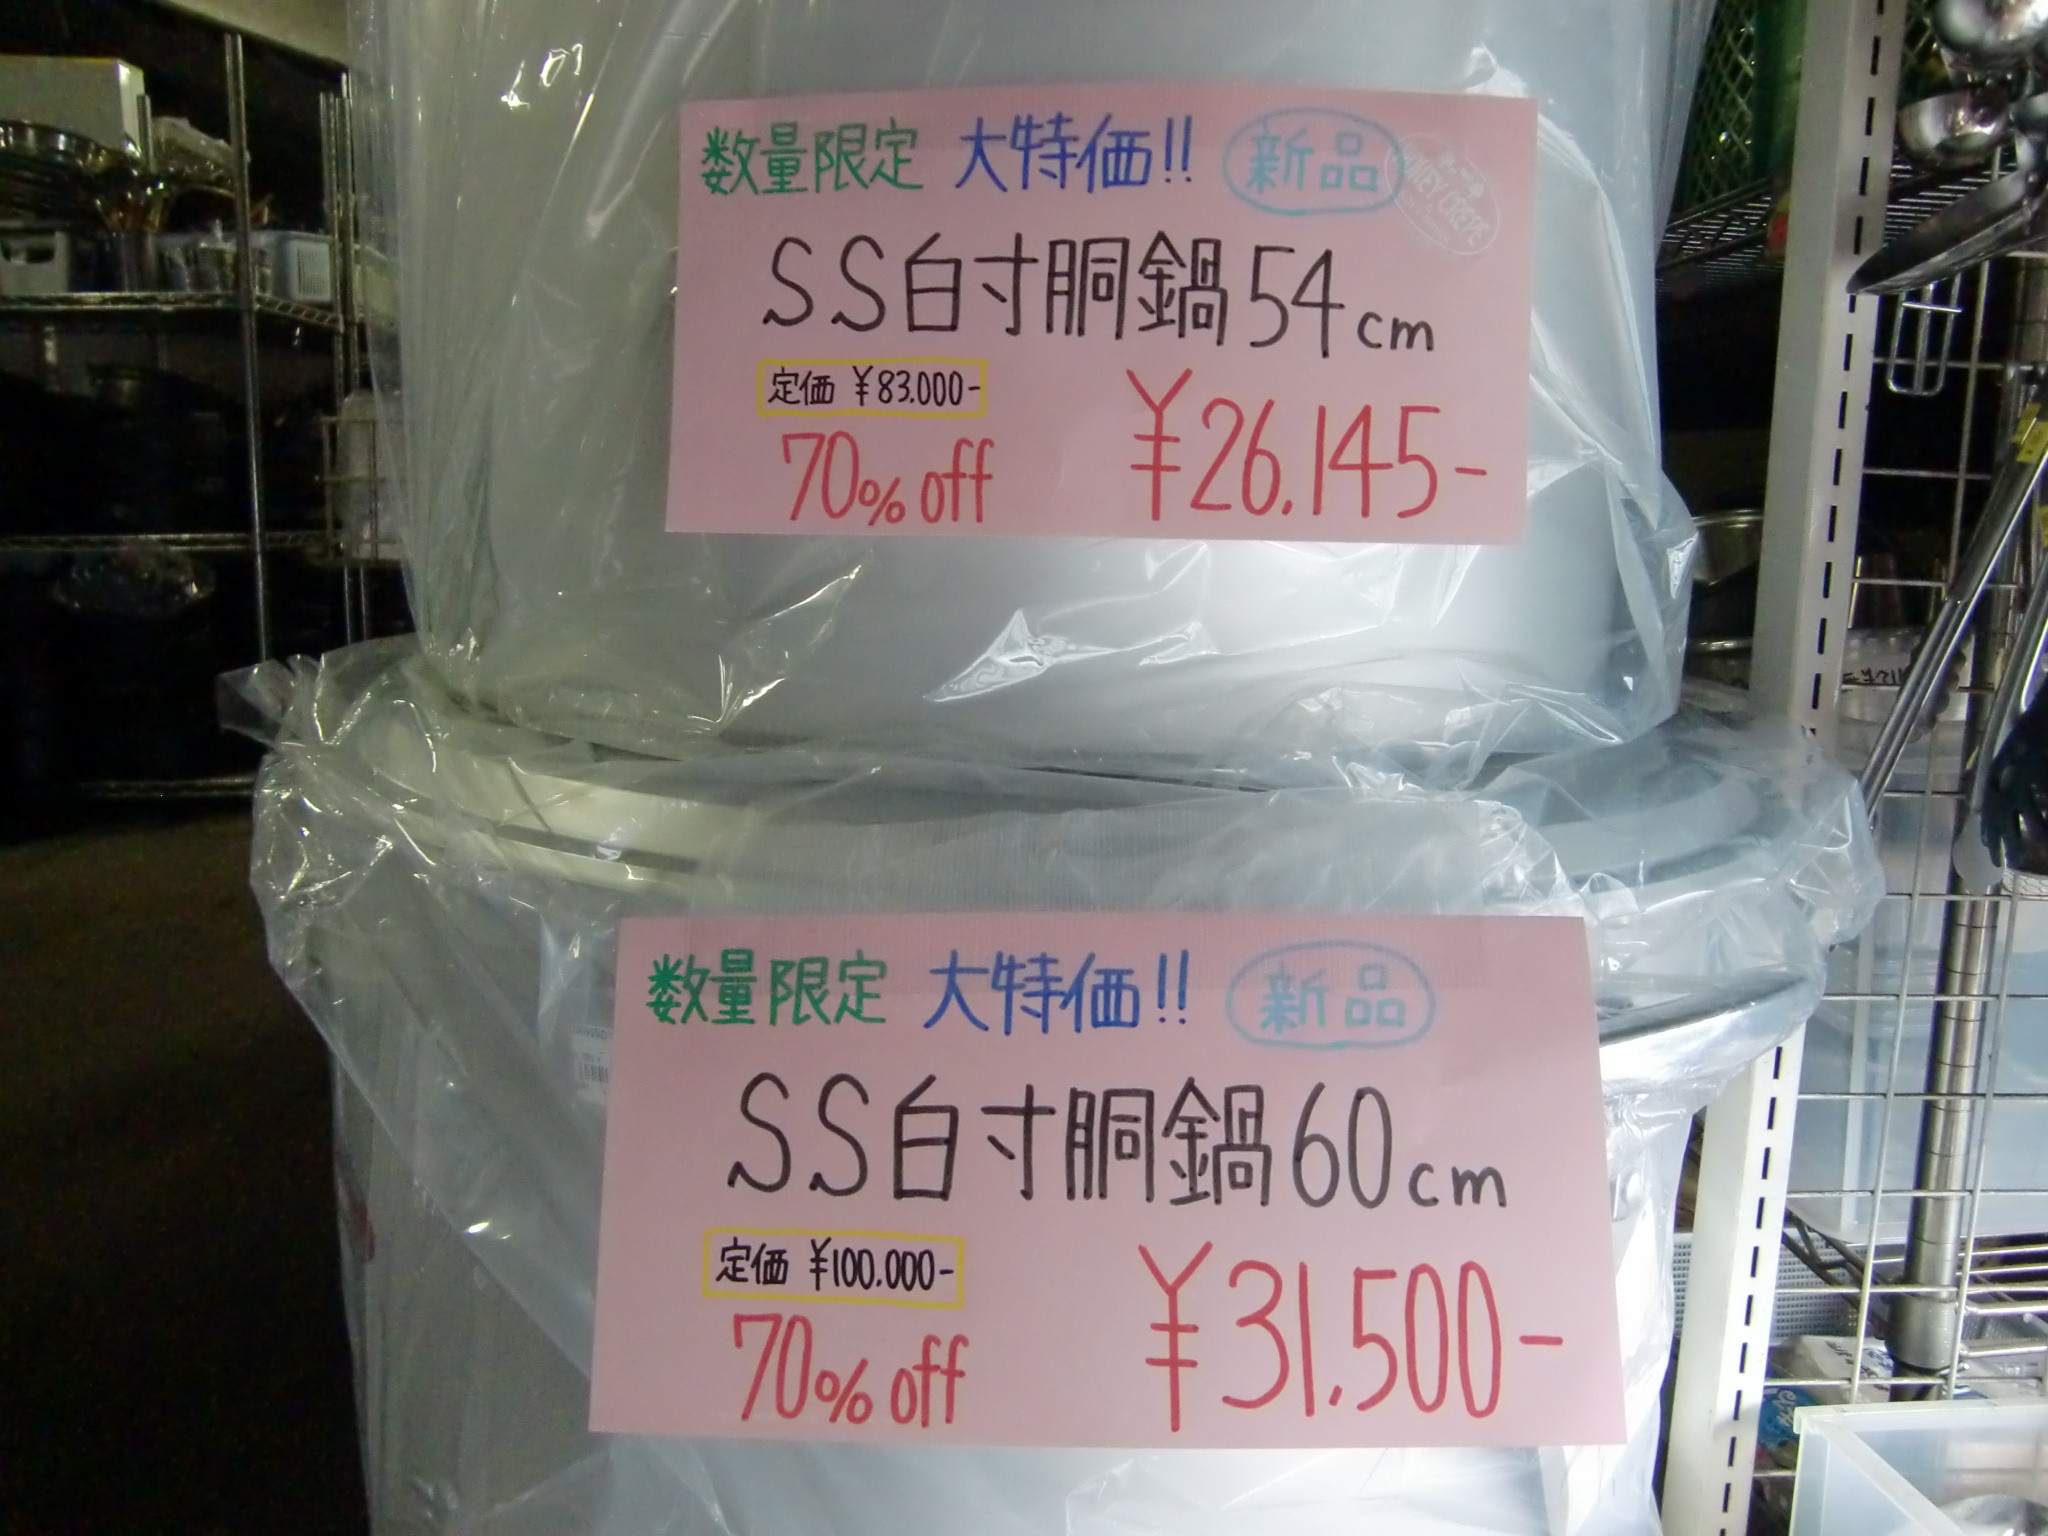 数量限定 大特価!! 新品
SS白寸胴鍋54cm
定価 ¥83.000-
70%off ¥26.145-
数量限定 大特価!! 新品
SS白寸胴鍋60cm
定価 ¥100.000-
70%off ¥31.500-